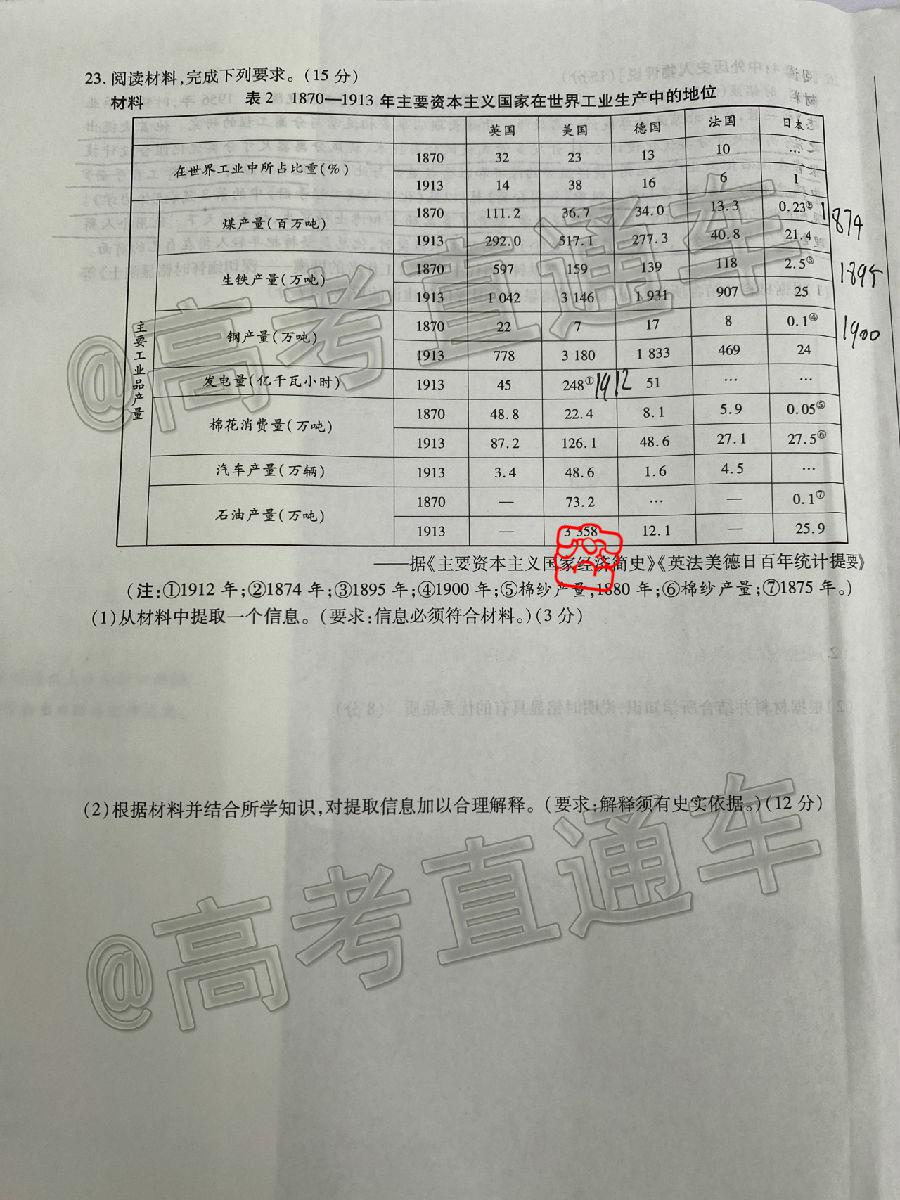 23. 阅读材料,完成下列要求。(15 分)
材料 表 2 1870—1913 年主要资本主义国家在世界工业生产中的地位
英国 美国 德国 法国 日本
在世界工业中所占比重(%) 1870 32 23 13 10 …
1913 14 38 16 6 1
主要工业品产量
煤产量(百万吨) 1870 111.2 36.7 34.0 13.3 0.23② 1874
1913 292.0 517.1 277.3 40.8 21.4
生铁产量(万吨) 1870 597 159 139 118 2.5③ 1895
1913 1 042 3 146 1 931 907 25
钢产量(万吨) 1870 22 7 17 8 0.1④ 1900
1913 778 3 180 1 833 469 24
发电量(亿千瓦小时) 1913 45 248① 1912 51 … …
棉花消费量(万吨) 1870 48.8 22.4 8.1 5.9 0.05⑤
1913 87.2 126.1 48.6 27.1 27.5⑥
汽车产量(万辆) 1913 3.4 48.6 1.6 4.5 …
石油产量(万吨) 1870 — 73.2 … — 0.1⑦
1913 — 3 358 12.1 — 25.9
——据《主要资本主义国家经济简史》《英法美德日百年统计提要》
(注:①1912 年;②1874 年;③1895 年;④1900 年;⑤棉纱产量,1880 年;⑥棉纱产量;⑦1875 年。)
(1)从材料中提取一个信息。(要求:信息必须符合材料。)(3 分)
(2)根据材料并结合所学知识,对提取信息加以合理解释。(要求:解释须有史实依据。)(12 分)
@高考直通车
@高考直通车